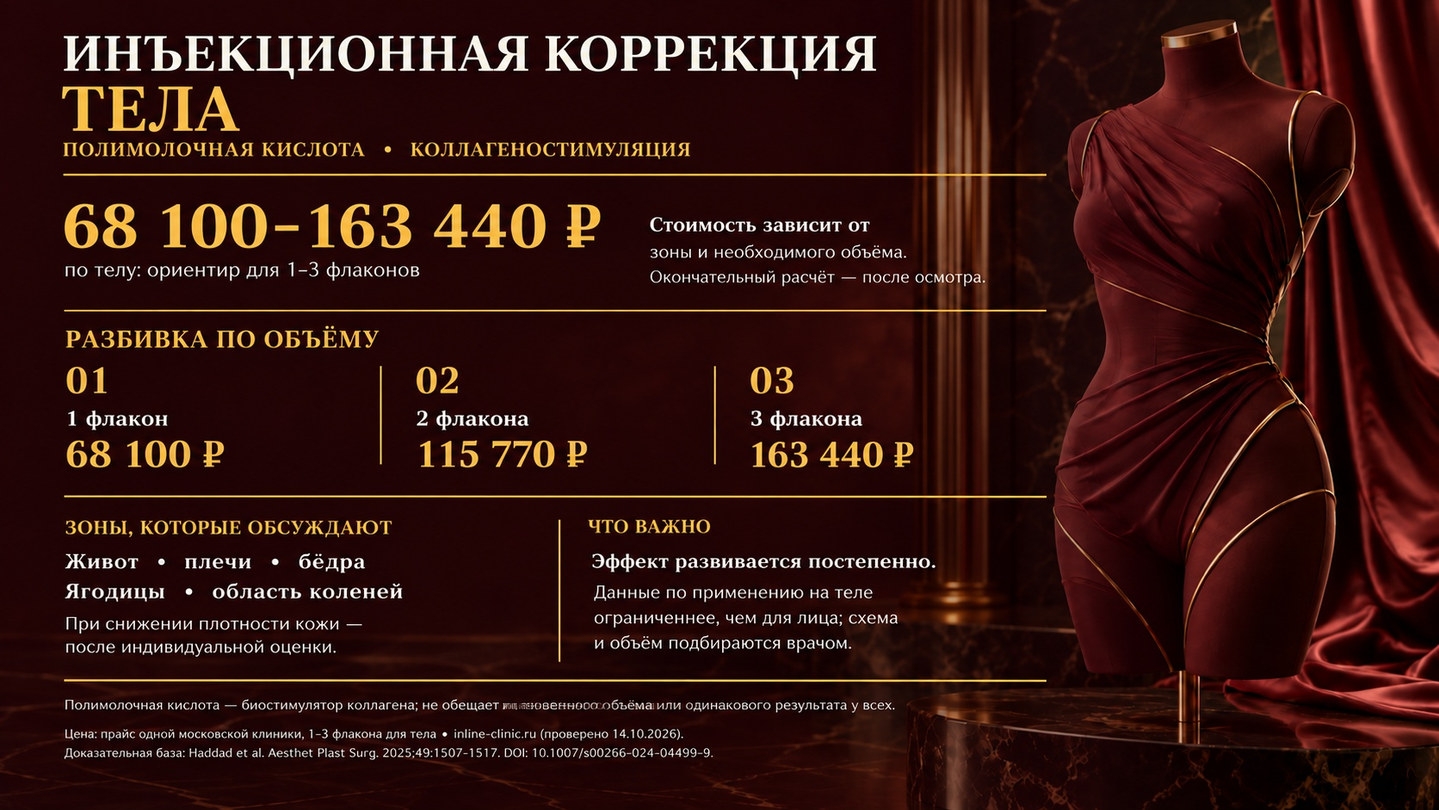 ИНЪЕКЦИОННАЯ КОРРЕКЦИЯ
ТЕЛА
ПОЛИМОЛОЧНАЯ КИСЛОТА • КОЛЛАГЕНОСТИМУЛЯЦИЯ
68 100–163 440 ₽
по телу: ориентир для 1–3 флаконов
Стоимость зависит от
зоны и необходимого объёма.
Окончательный расчёт — после осмотра.
РАЗБИВКА ПО ОБЪЁМУ
01
1 флакон
68 100 ₽
02
2 флакона
115 770 ₽
03
3 флакона
163 440 ₽
ЗОНЫ, КОТОРЫЕ ОБСУЖДАЮТ
Живот • плечи • бёдра
Ягодицы • область коленей
При снижении плотности кожи —
после индивидуальной оценки.
ЧТО ВАЖНО
Эффект развивается постепенно.
Данные по применению на теле
ограниченнее, чем для лица; схема
и объём подбираются врачом.
Полимолочная кислота — биостимулятор коллагена; не обещает объёма или одинакового результата у всех.
Цена: прайс одной московской клиники, 1–3 флакона для тела • inline-clinic.ru (проверено 14.10.2026).
Доказательная база: Haddad et al. Aesthet Plast Surg. 2025;49:1507-1517. DOI: 10.1007/s00266-024-04499-9.